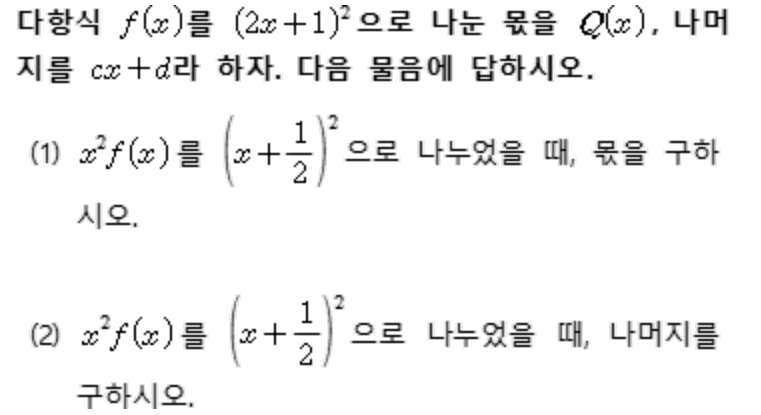 다항식 f(x)를 (2x+1)²으로 나눈 몫을 Q(x), 나머
지를 cx+d라 하자. 다음 물음에 답하시오.
(1) x²f(x)를 (x+1/2)²으로 나누었을 때, 몫을 구하
시오.
(2) x²f(x)를 (x+1/2)²으로 나누었을 때, 나머지를
구하시오.